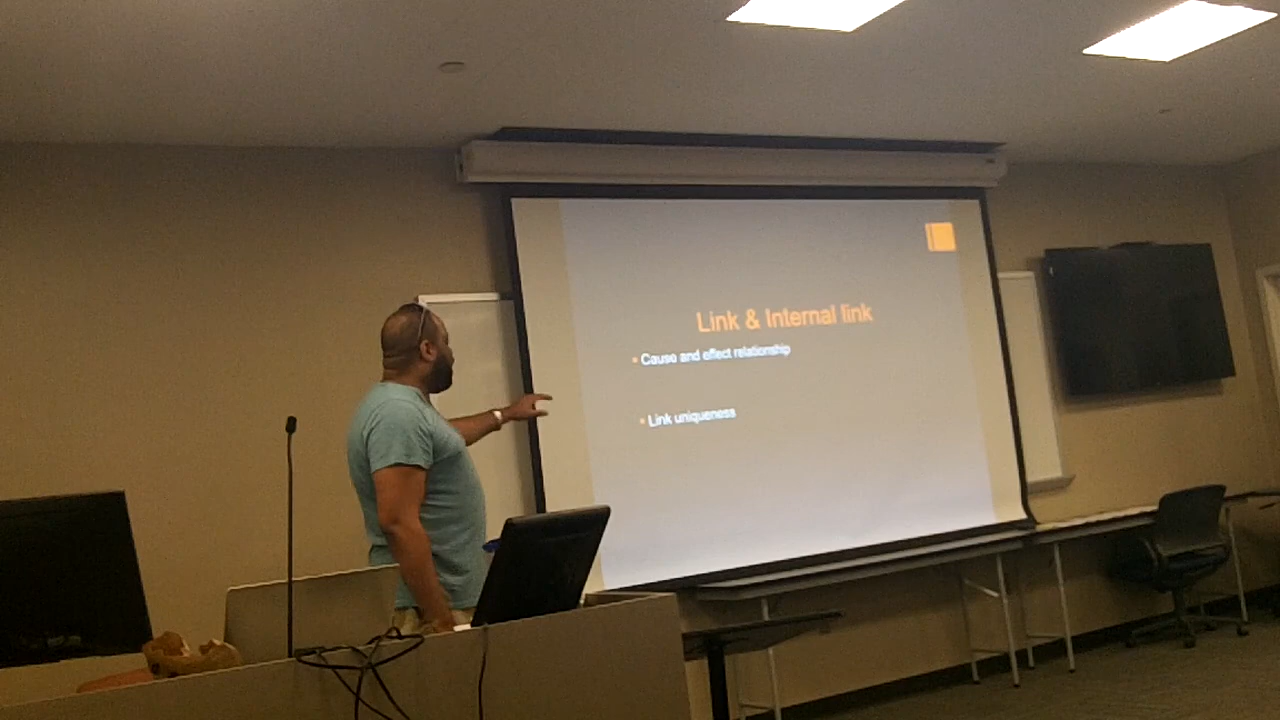 Link & Internal link
Cause and effect relationship
Link uniqueness